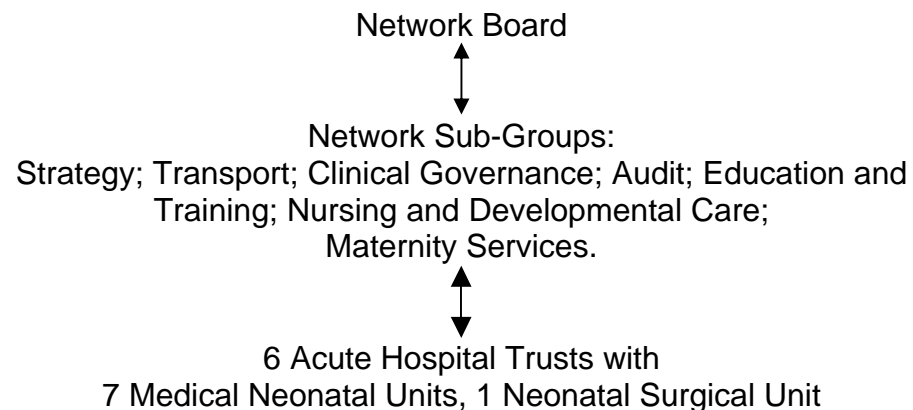 Network Board
Network Sub-Groups:
Strategy; Transport; Clinical Governance; Audit; Education and
Training; Nursing and Developmental Care;
Maternity Services.
6 Acute Hospital Trusts with
7 Medical Neonatal Units, 1 Neonatal Surgical Unit